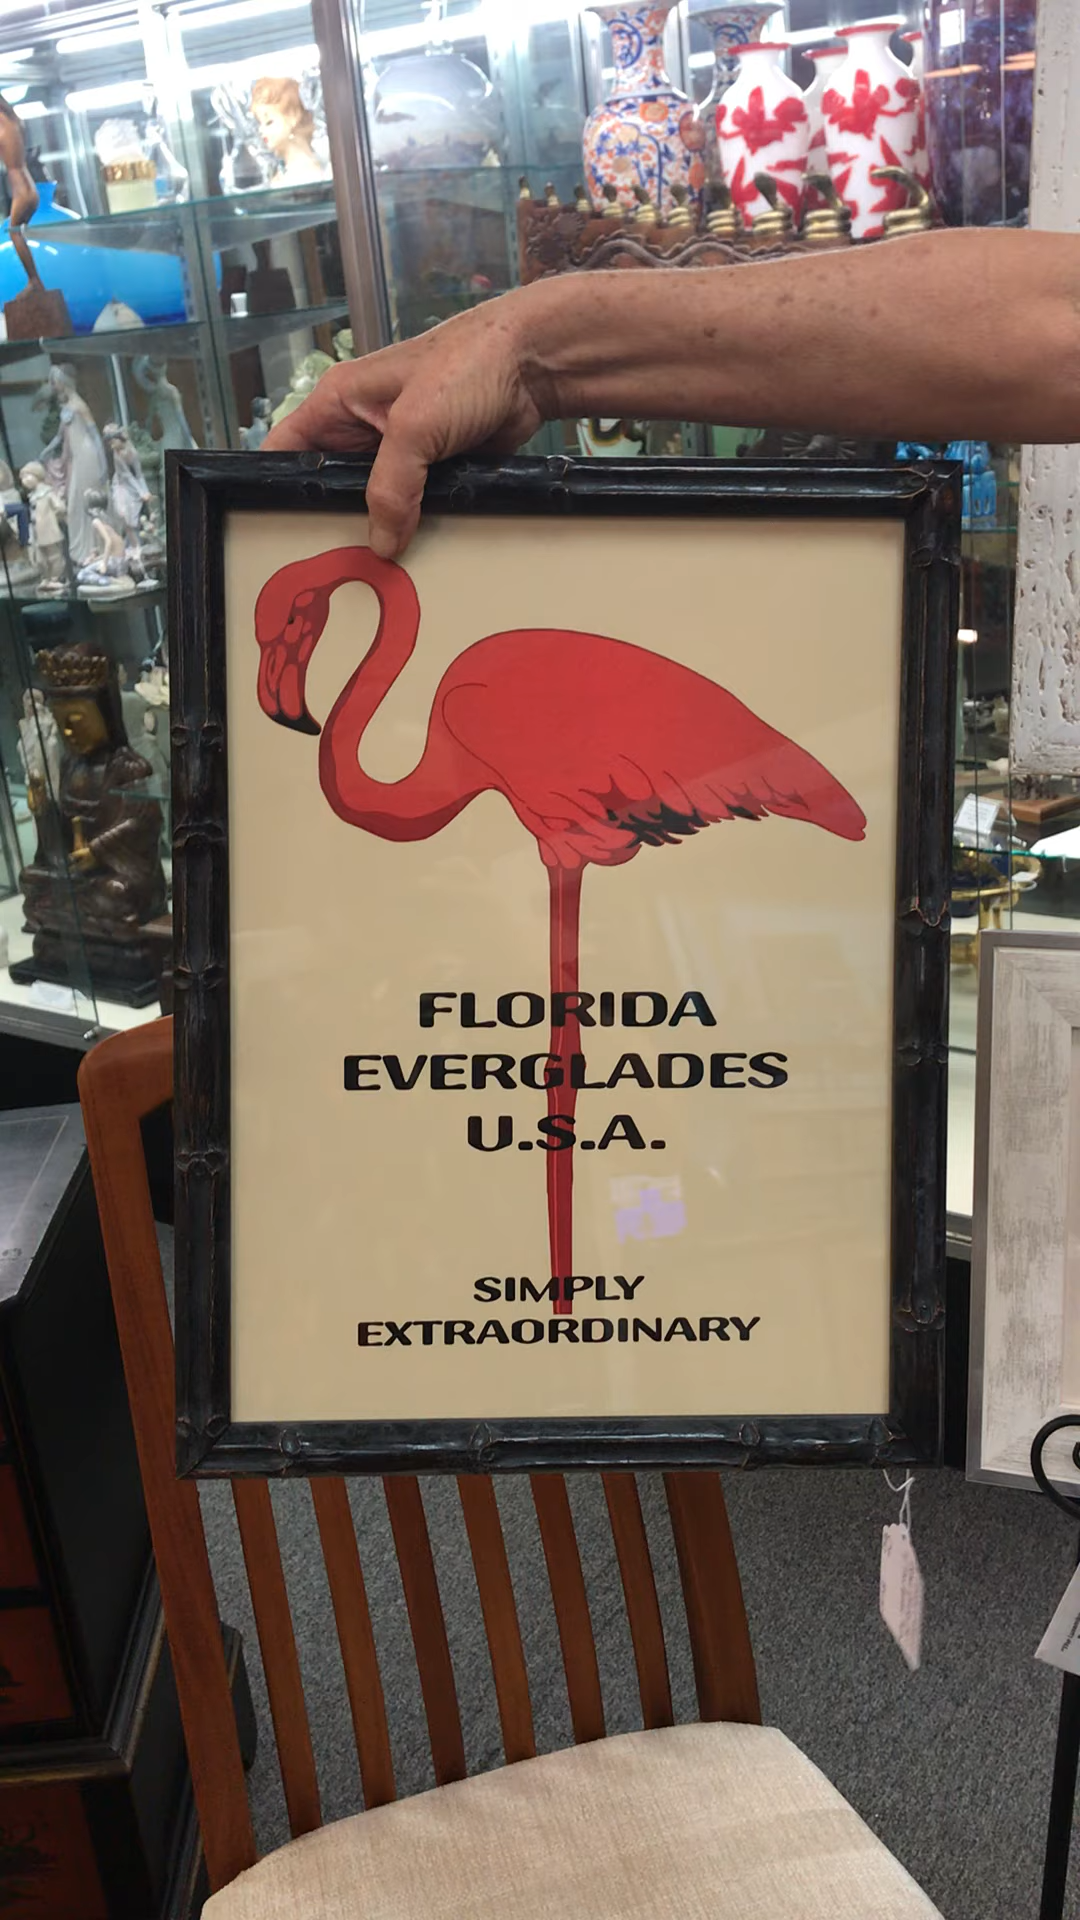 FLORIDA
EVERGLADES
U.S.A.
SIMPLY
EXTRAORDINARY